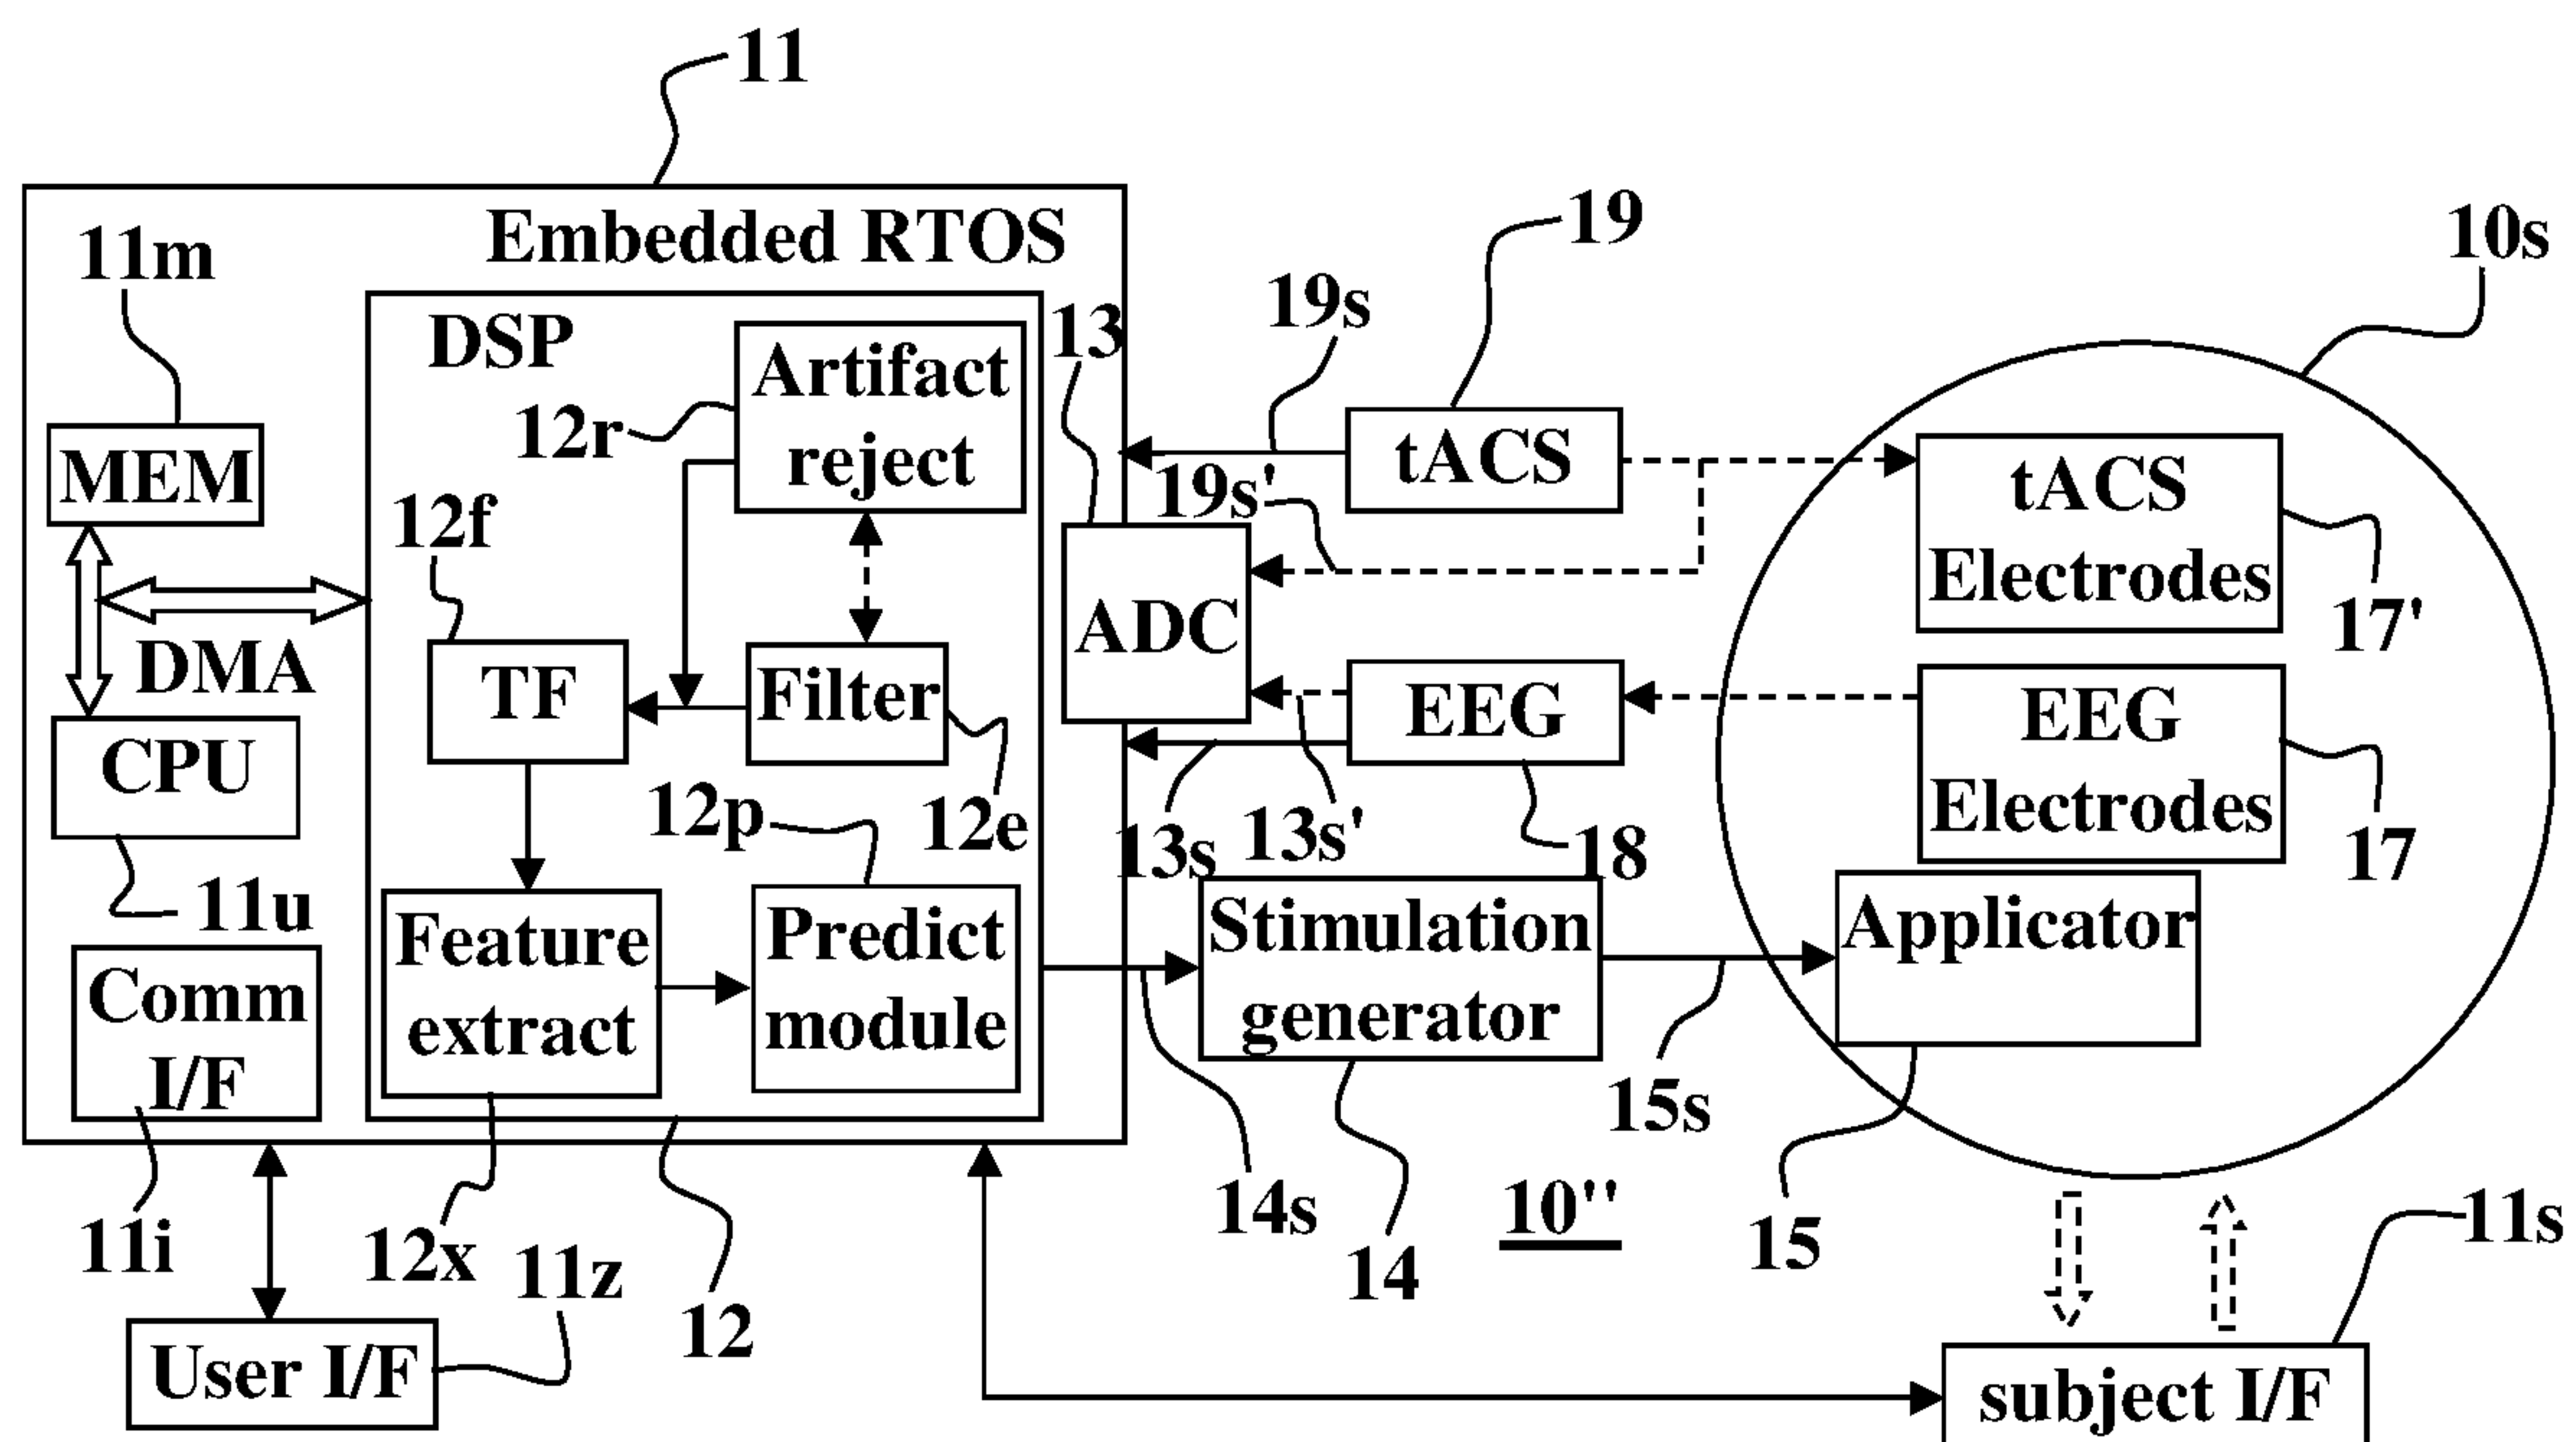 11
Embedded RTOS
19
10s
11m
19s
DSP
13
Artifact
reject
12r
tACS
19s'
tACS
Electrodes
17'
MEM
12f
ADC
DMA
TF
Filter
EEG
EEG
Electrodes
17
CPU
12p
12e
13s
13s'
18
11u
Feature
extract
Predict
module
Stimulation
generator
Applicator
Comm
I/F
15s
11i
12x
11z
12
14s
14
10''
15
11s
User I/F
subject I/F